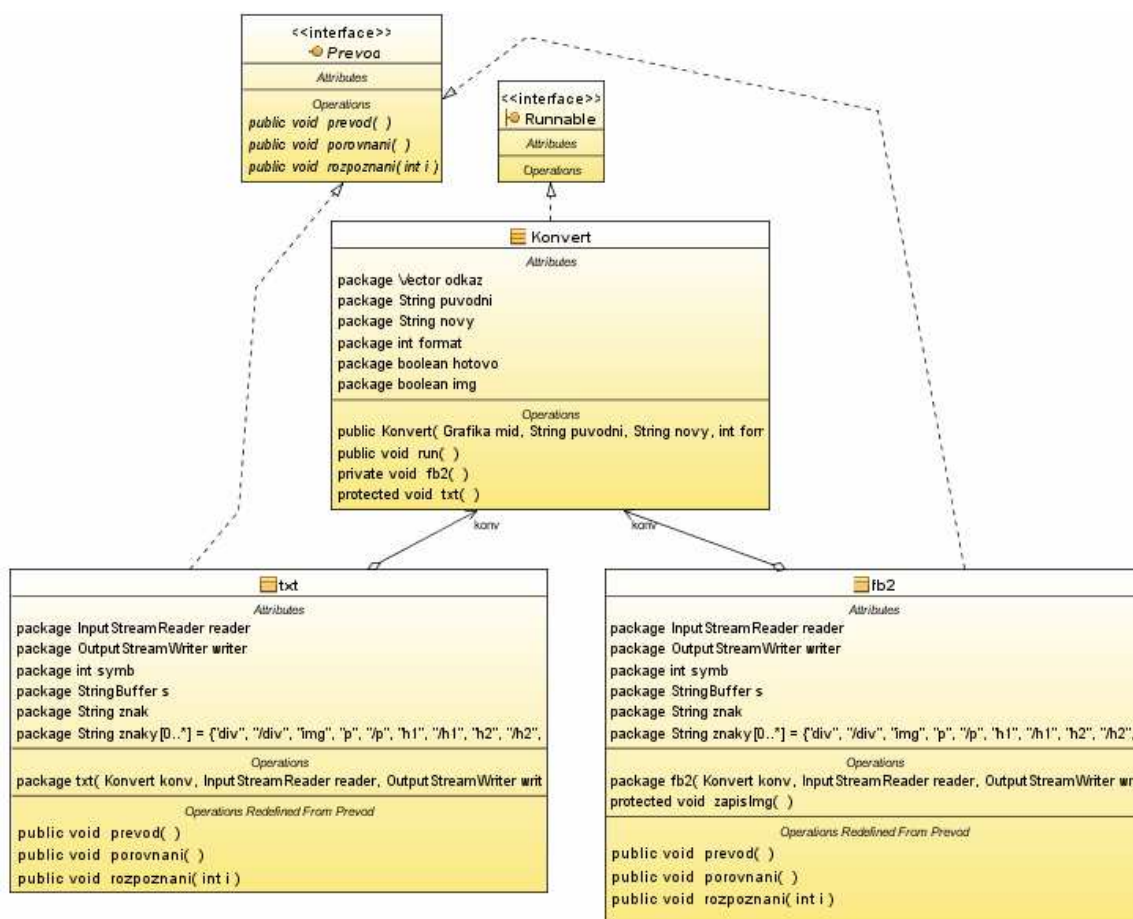 <<interface>>
Prevod
Attributes
Operations
public void prevod( )
public void porovnani( )
public void rozpoznani( int i )
<<interface>>
Runnable
Attributes
Operations
Konvert
Attributes
package Vector odkaz
package String puvodni
package String novy
package int format
package boolean hotovo
package boolean img
Operations
public Konvert( Grafika mid, String puvodni, String novy, int forr
public void run( )
private void fb2( )
protected void txt( )
konv
konv
txt
Attributes
package InputStreamReader reader
package OutputStreamWriter writer
package int symb
package StringBuffer s
package String znak
package String znaky[0..*] = {"div", "/div", "img", "p", "/p", "h1", "/h1", "h2", "/h2",
Operations
package txt( Konvert konv, InputStreamReader reader, OutputStreamWriter writ
Operations Redefined From Prevod
public void prevod( )
public void porovnani( )
public void rozpoznani( int i )
fb2
Attributes
package InputStreamReader reader
package OutputStreamWriter writer
package int symb
package StringBuffer s
package String znak
package String znaky[0..*] = {"div", "/div", "img", "p", "/p", "h1", "/h1", "h2", "/h2",
Operations
package fb2( Konvert konv, InputStreamReader reader, OutputStreamWriter wr
protected void zapisImg( )
Operations Redefined From Prevod
public void prevod( )
public void porovnani( )
public void rozpoznani( int i )